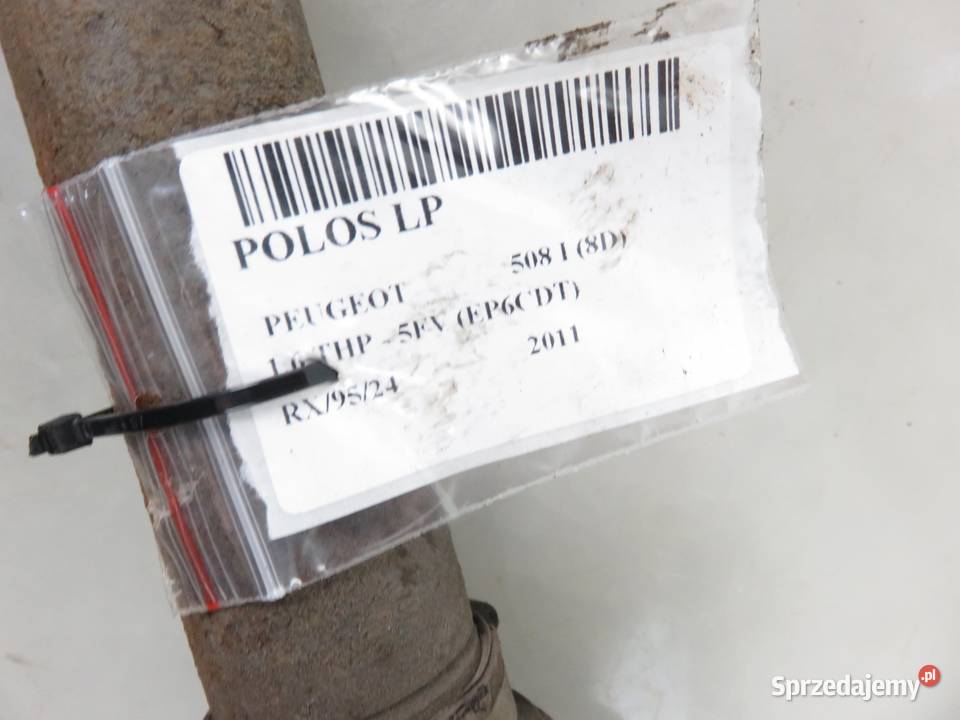 POLOS LP
PEUGEOT 508 I (8D)
1.6 THP - 5FV (EP6CDT)
RX/95/24 2011
Sprzedajemy.pl